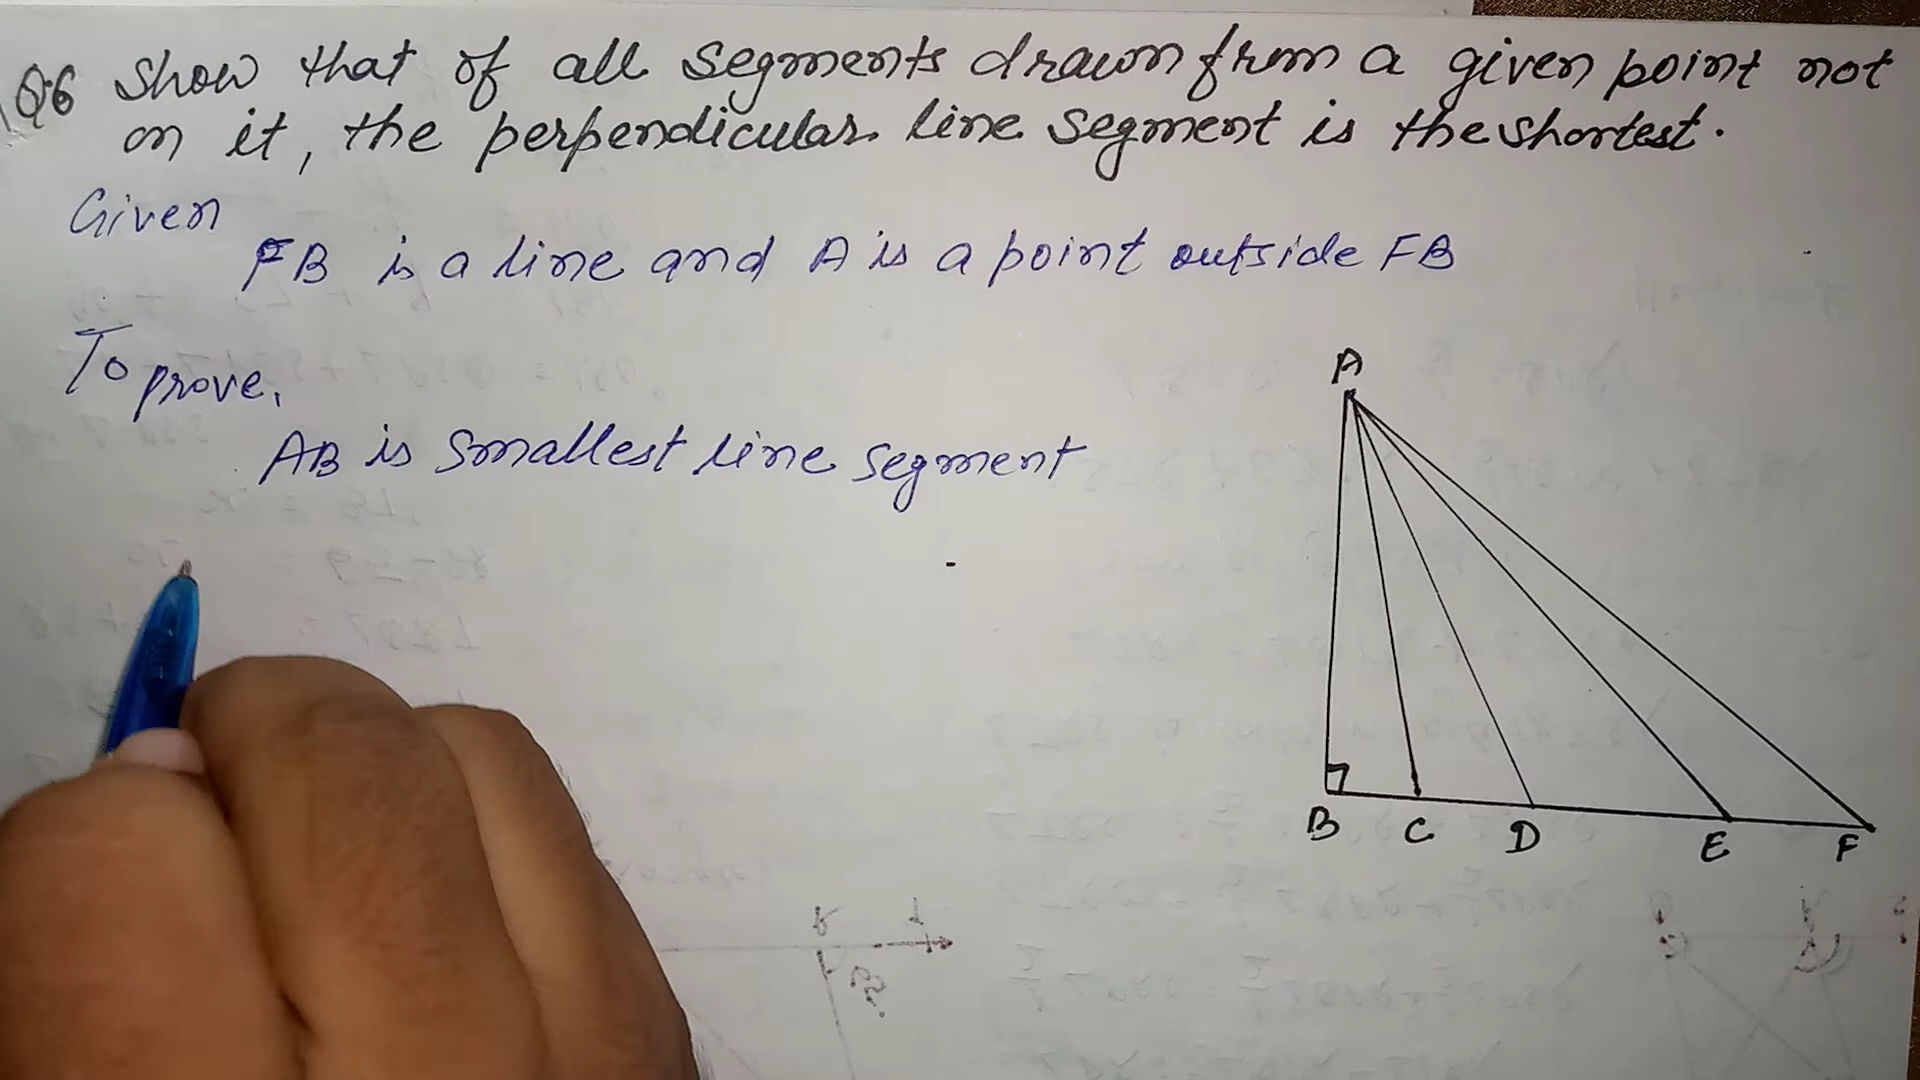 Q.6 Show that of all segments drawn from a given point not
on it, the perpendicular line segment is the shortest.
Given
FB is a line and A is a point outside FB
To prove,
AB is smallest line segment
A
B C D E F